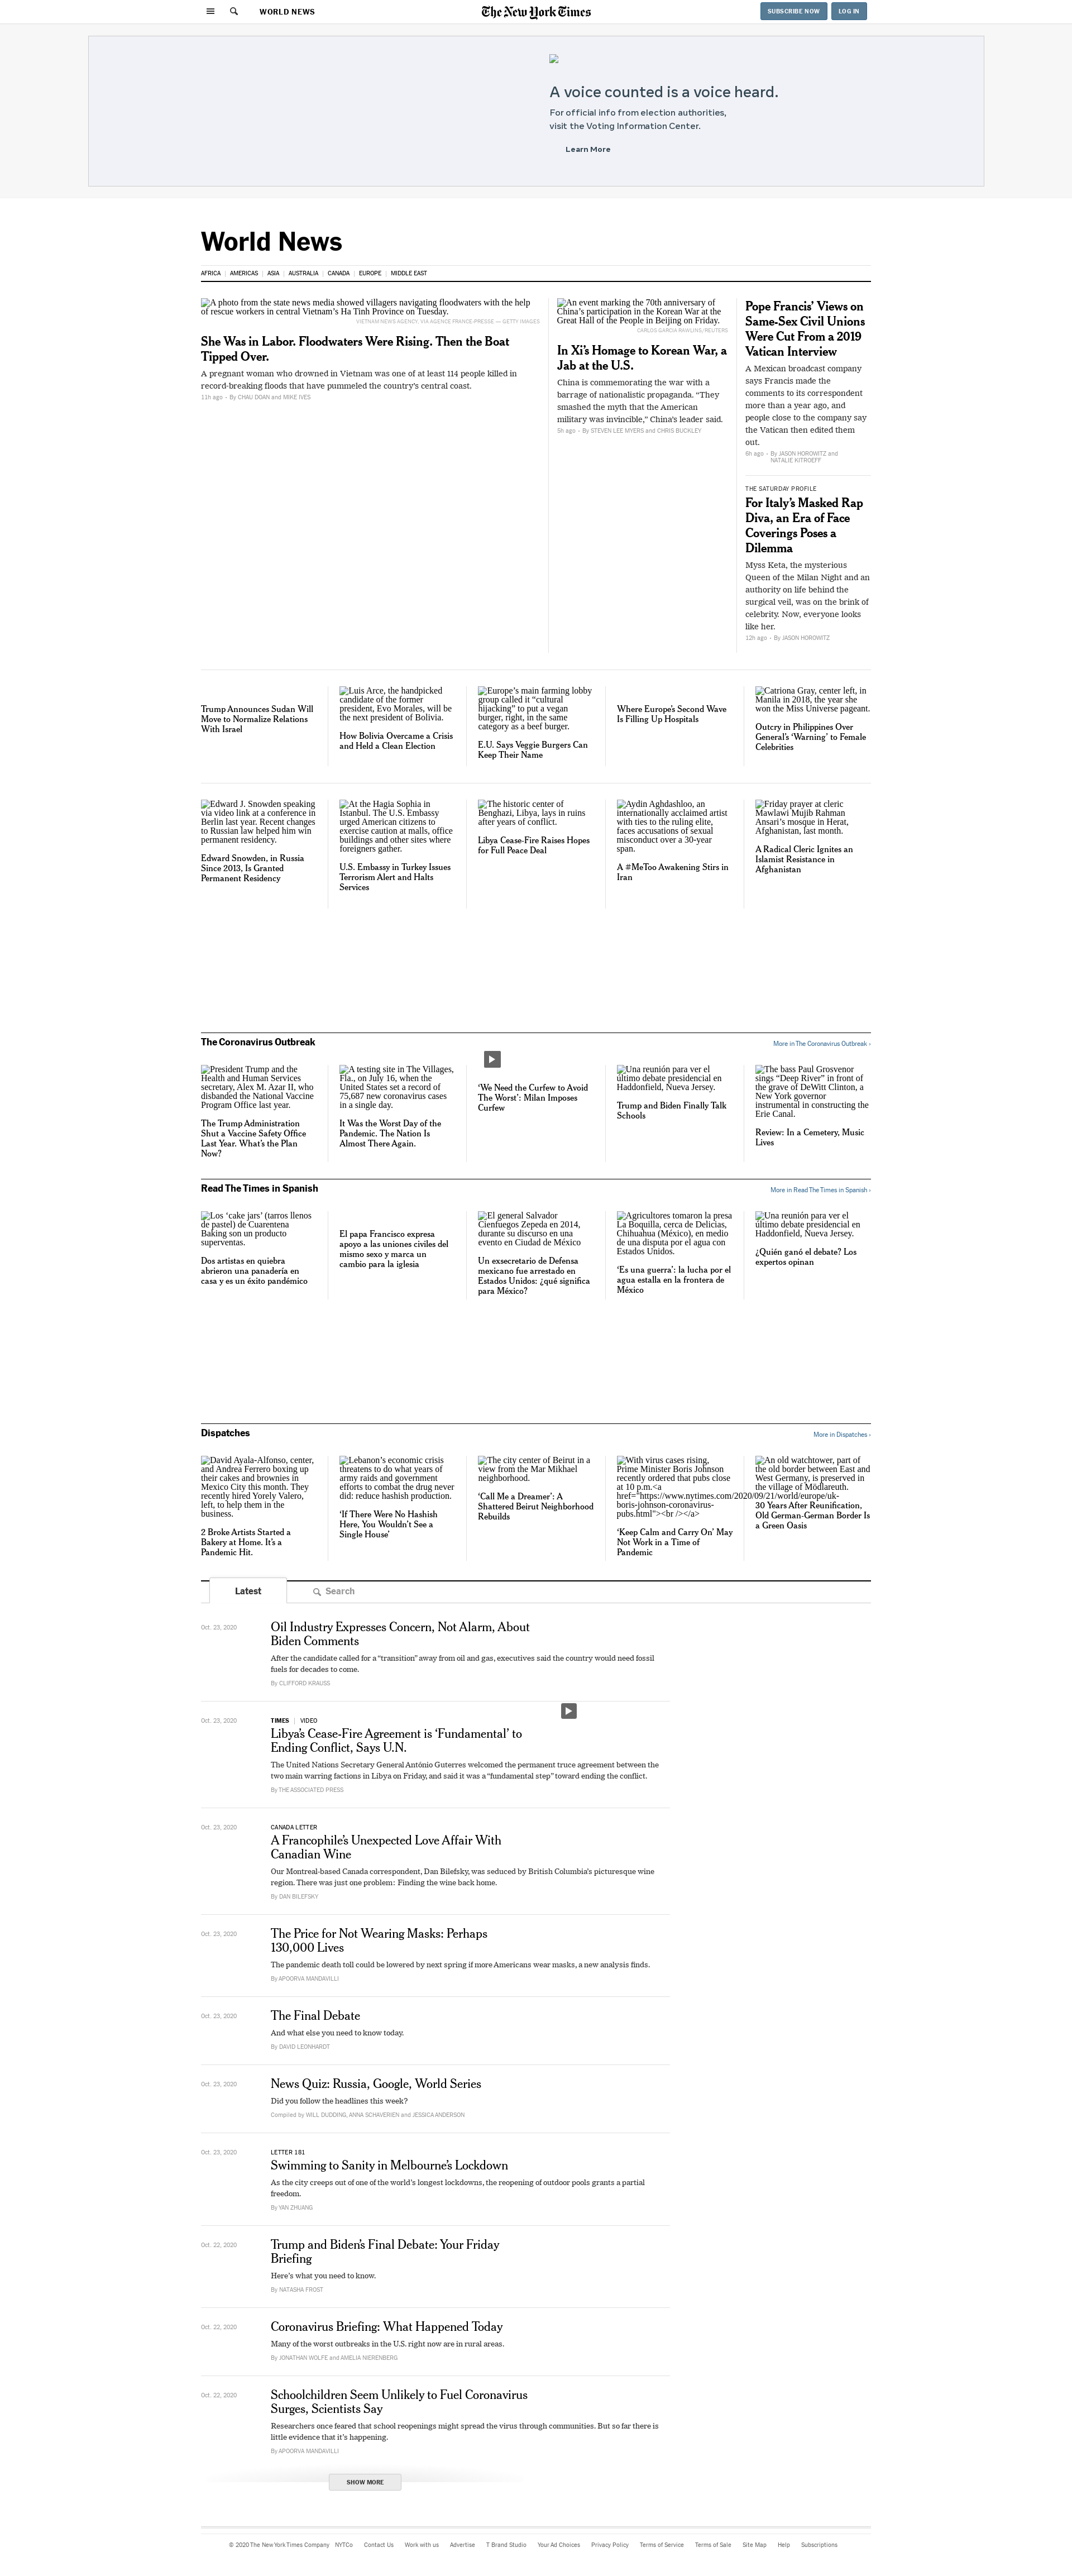 WORLD NEWS
The New York Times
SUBSCRIBE NOW
LOG IN
A voice counted is a voice heard.
For official info from election authorities,
visit the Voting Information Center.
Learn More
World News
AFRICA | AMERICAS | ASIA | AUSTRALIA | CANADA | EUROPE | MIDDLE EAST
A photo from the state news media showed villagers navigating floodwaters with the help
of rescue workers in central Vietnam's Ha Tinh Province on Tuesday.
VIETNAM NEWS AGENCY, VIA AGENCE FRANCE-PRESSE — GETTY IMAGES
She Was in Labor. Floodwaters Were Rising. Then the Boat
Tipped Over.
A pregnant woman who drowned in Vietnam was one of at least 114 people killed in
record-breaking floods that have pummeled the country's central coast.
11h ago - By CHAU DOAN and MIKE IVES
An event marking the 70th anniversary of
China's participation in the Korean War at the
Great Hall of the People in Beijing on Friday.
CARLOS GARCIA RAWLINS/REUTERS
In Xi's Homage to Korean War, a
Jab at the U.S.
China is commemorating the war with a
barrage of nationalistic propaganda. “They
smashed the myth that the American
military was invincible,” China's leader said.
5h ago - By STEVEN LEE MYERS and CHRIS BUCKLEY
Pope Francis’ Views on
Same-Sex Civil Unions
Were Cut From a 2019
Vatican Interview
A Mexican broadcast company
says Francis made the
comments to its correspondent
more than a year ago, and
people close to the company say
the Vatican then edited them
out.
6h ago - By JASON HOROWITZ and
NATALIE KITROEFF
THE SATURDAY PROFILE
For Italy’s Masked Rap
Diva, an Era of Face
Coverings Poses a
Dilemma
Myss Keta, the mysterious
Queen of the Milan Night and an
authority on life behind the
surgical veil, was on the brink of
celebrity. Now, everyone looks
like her.
12h ago - By JASON HOROWITZ
Trump Announces Sudan Will
Move to Normalize Relations
With Israel
Luis Arce, the handpicked
candidate of the former
president, Evo Morales, will be
the next president of Bolivia.
How Bolivia Overcame a Crisis
and Held a Clean Election
Europe’s main farming lobby
group called it “cultural
hijacking” to put a vegan
burger, right, in the same
category as a beef burger.
E.U. Says Veggie Burgers Can
Keep Their Name
Where Europe’s Second Wave
Is Filling Up Hospitals
Catriona Gray, center left, in
Manila in 2018, the year she
won the Miss Universe pageant.
Outcry in Philippines Over
General’s ‘Warning’ to Female
Celebrities
Edward J. Snowden speaking
via video link at a conference in
Berlin last year. Recent changes
to Russian law helped him win
permanent residency.
Edward Snowden, in Russia
Since 2013, Is Granted
Permanent Residency
At the Hagia Sophia in
Istanbul. The U.S. Embassy
urged American citizens to
exercise caution at malls, office
buildings and other sites where
foreigners gather.
U.S. Embassy in Turkey Issues
Terrorism Alert and Halts
Services
The historic center of
Benghazi, Libya, lays in ruins
after years of conflict.
Libya Cease-Fire Raises Hopes
for Full Peace Deal
Aydin Aghdashloo, an
internationally acclaimed artist
with ties to the ruling elite,
faces accusations of sexual
misconduct over a 30-year
span.
A #MeToo Awakening Stirs in
Iran
Friday prayer at cleric
Mawlawi Mujib Rahman
Ansari’s mosque in Herat,
Afghanistan, last month.
A Radical Cleric Ignites an
Islamist Resistance in
Afghanistan
The Coronavirus Outbreak
More in The Coronavirus Outbreak ›
President Trump and the
Health and Human Services
secretary, Alex M. Azar II, who
disbanded the National Vaccine
Program Office last year.
The Trump Administration
Shut a Vaccine Safety Office
Last Year. What’s the Plan
Now?
A testing site in The Villages,
Fla., on July 16, when the
United States set a record of
75,687 new coronavirus cases
in a single day.
It Was the Worst Day of the
Pandemic. The Nation Is
Almost There Again.
‘We Need the Curfew to Avoid
The Worst’: Milan Imposes
Curfew
Una reunión para ver el
último debate presidencial en
Haddonfield, Nueva Jersey.
Trump and Biden Finally Talk
Schools
The bass Paul Grosvenor
sings “Deep River” in front of
the grave of DeWitt Clinton, a
New York governor
instrumental in constructing the
Erie Canal.
Review: In a Cemetery, Music
Lives
Read The Times in Spanish
More in Read The Times in Spanish ›
Los ‘cake jars’ (tarros llenos
de pastel) de Cuarentena
Baking son un producto
superventas.
Dos artistas en quiebra
abrieron una panadería en
casa y es un éxito pandémico
El papa Francisco expresa
apoyo a las uniones civiles del
mismo sexo y marca un
cambio para la iglesia
El general Salvador
Cienfuegos Zepeda en 2014,
durante su discurso en una
evento en Ciudad de México
Un exsecretario de Defensa
mexicano fue arrestado en
Estados Unidos: ¿qué significa
para México?
Agricultores tomaron la presa
La Boquilla, cerca de Delicias,
Chihuahua (México), en medio
de una disputa por el agua con
Estados Unidos.
‘Es una guerra’: la lucha por el
agua estalla en la frontera de
México
Una reunión para ver el
último debate presidencial en
Haddonfield, Nueva Jersey.
¿Quién ganó el debate? Los
expertos opinan
Dispatches
More in Dispatches ›
David Ayala-Alfonso, center,
and Andrea Ferrero boxing up
their cakes and brownies in
Mexico City this month. They
recently hired Yorely Valero,
left, to help them in the
business.
2 Broke Artists Started a
Bakery at Home. It’s a
Pandemic Hit.
Lebanon’s economic crisis
threatens to do what years of
army raids and government
efforts to combat the drug never
did: reduce hashish production.
‘If There Were No Hashish
Here, You Wouldn’t See a
Single House’
The city center of Beirut in a
view from the Mar Mikhael
neighborhood.
‘Call Me a Dreamer’: A
Shattered Beirut Neighborhood
Rebuilds
With virus cases rising,
Prime Minister Boris Johnson
recently ordered that pubs close
at 10 p.m.<a
href="https://www.nytimes.com/2020/09/21/world/europe/uk-
boris-johnson-coronavirus-
pubs.html"><br /></a>
‘Keep Calm and Carry On’ May
Not Work in a Time of
Pandemic
An old watchtower, part of
the old border between East and
West Germany, is preserved in
the village of Mödlareuth.
30 Years After Reunification,
Old German-German Border Is
a Green Oasis
Latest
Search
Oct. 23, 2020
Oil Industry Expresses Concern, Not Alarm, About
Biden Comments
After the candidate called for a “transition” away from oil and gas, executives said the country would need fossil
fuels for decades to come.
By CLIFFORD KRAUSS
Oct. 23, 2020
TIMES | VIDEO
Libya’s Cease-Fire Agreement is ‘Fundamental’ to
Ending Conflict, Says U.N.
The United Nations Secretary General António Guterres welcomed the permanent truce agreement between the
two main warring factions in Libya on Friday, and said it was a “fundamental step” toward ending the conflict.
By THE ASSOCIATED PRESS
Oct. 23, 2020
CANADA LETTER
A Francophile’s Unexpected Love Affair With
Canadian Wine
Our Montreal-based Canada correspondent, Dan Bilefsky, was seduced by British Columbia’s picturesque wine
region. There was just one problem: Finding the wine back home.
By DAN BILEFSKY
Oct. 23, 2020
The Price for Not Wearing Masks: Perhaps
130,000 Lives
The pandemic death toll could be lowered by next spring if more Americans wear masks, a new analysis finds.
By APOORVA MANDAVILLI
Oct. 23, 2020
The Final Debate
And what else you need to know today.
By DAVID LEONHARDT
Oct. 23, 2020
News Quiz: Russia, Google, World Series
Did you follow the headlines this week?
Compiled by WILL DUDDING, ANNA SCHAVERIEN and JESSICA ANDERSON
Oct. 23, 2020
LETTER 181
Swimming to Sanity in Melbourne’s Lockdown
As the city creeps out of one of the world’s longest lockdowns, the reopening of outdoor pools grants a partial
freedom.
By YAN ZHUANG
Oct. 22, 2020
Trump and Biden’s Final Debate: Your Friday
Briefing
Here’s what you need to know.
By NATASHA FROST
Oct. 22, 2020
Coronavirus Briefing: What Happened Today
Many of the worst outbreaks in the U.S. right now are in rural areas.
By JONATHAN WOLFE and AMELIA NIERENBERG
Oct. 22, 2020
Schoolchildren Seem Unlikely to Fuel Coronavirus
Surges, Scientists Say
Researchers once feared that school reopenings might spread the virus through communities. But so far there is
little evidence that it’s happening.
By APOORVA MANDAVILLI
SHOW MORE
© 2020 The New York Times Company NYTCo Contact Us Work with us Advertise T Brand Studio Your Ad Choices Privacy Policy Terms of Service Terms of Sale Site Map Help Subscriptions